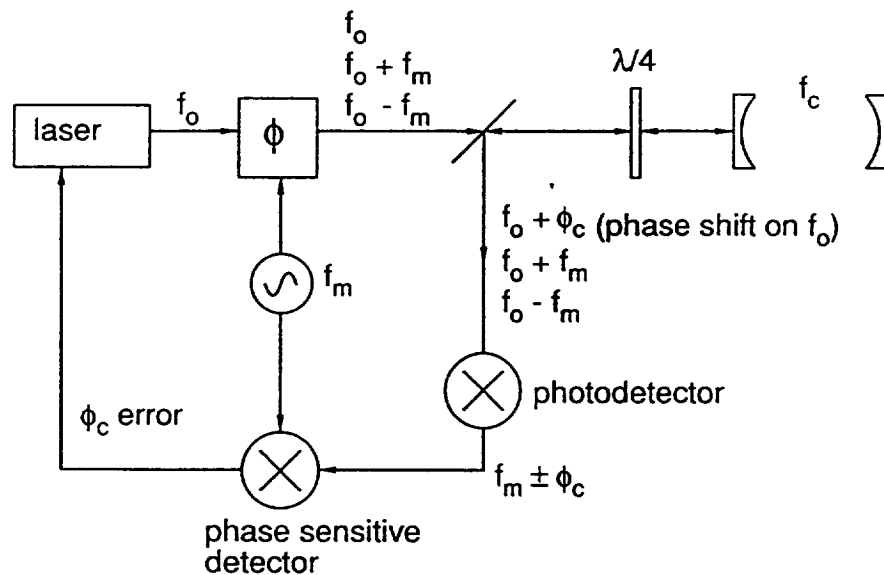 f_o
f_o + f_m
f_o - f_m
λ/4
f_c
laser
f_o
ϕ
f_o + ϕ_c (phase shift on f_o)
f_o + f_m
f_o - f_m
f_m
photodetector
ϕ_c error
f_m ± ϕ_c
phase sensitive
detector